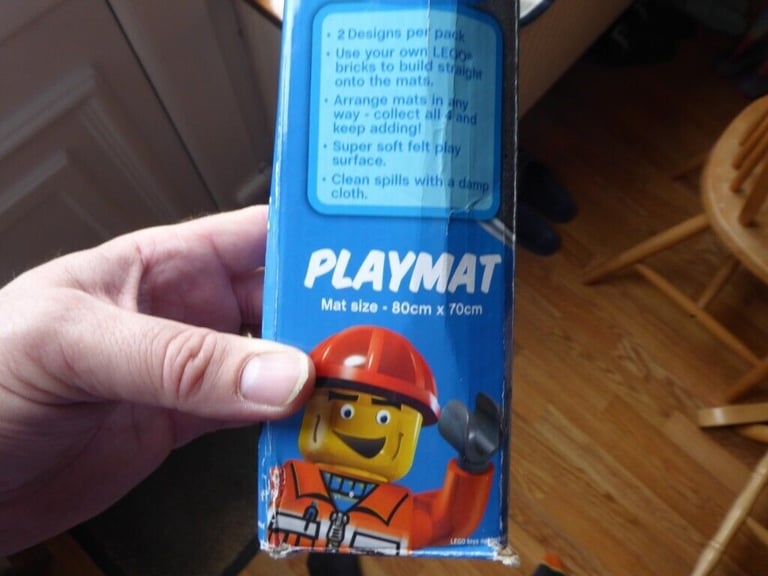 • 2 Designs per pack
• Use your own LEGO®
bricks to build straight
onto the mats.
• Arrange mats in any
way - collect all 4 and
keep adding!
• Super soft felt play
surface.
• Clean spills with a damp
cloth.
PLAYMAT
Mat size - 80cm x 70cm
LEGO toys